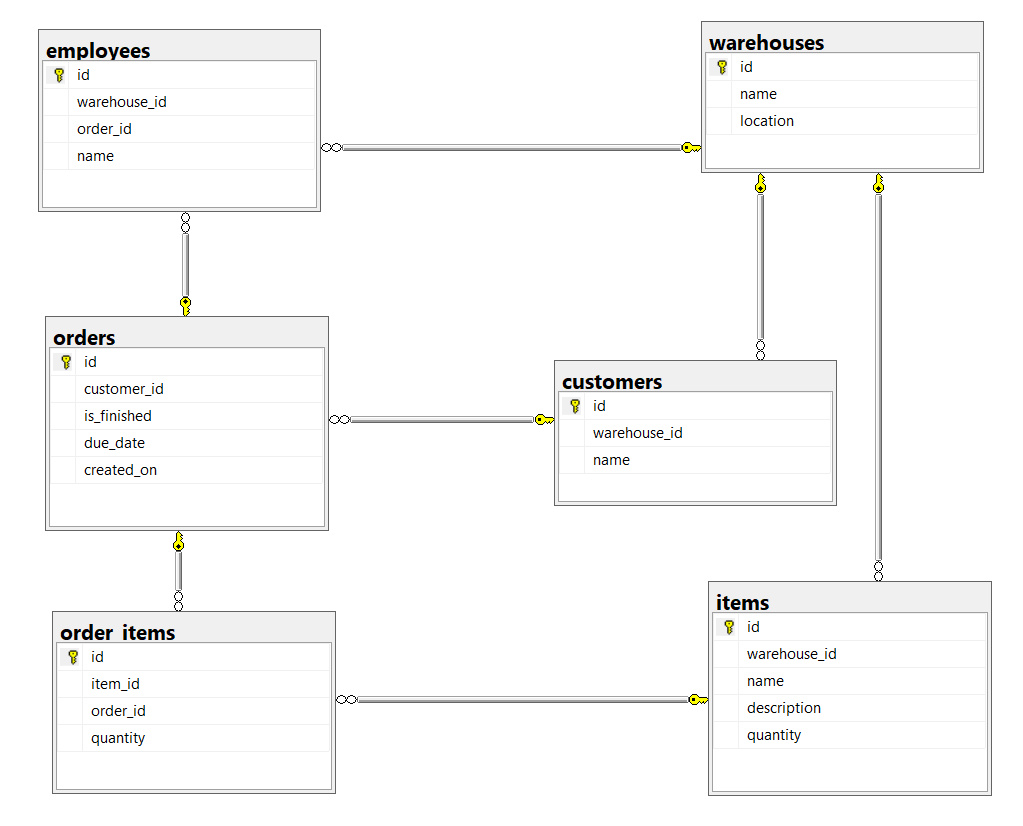 employees
id
warehouse_id
order_id
name
warehouses
id
name
location
orders
id
customer_id
is_finished
due_date
created_on
customers
id
warehouse_id
name
order_items
id
item_id
order_id
quantity
items
id
warehouse_id
name
description
quantity